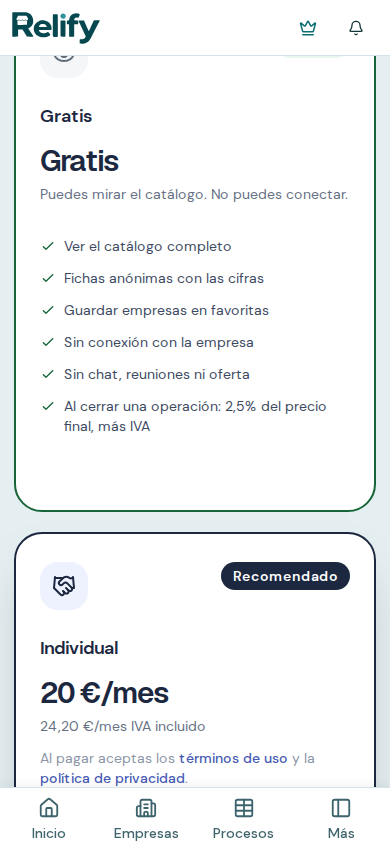 Relify
Gratis
Gratis
Puedes mirar el catálogo. No puedes conectar.
Ver el catálogo completo
Fichas anónimas con las cifras
Guardar empresas en favoritas
Sin conexión con la empresa
Sin chat, reuniones ni oferta
Al cerrar una operación: 2,5% del precio
final, más IVA
Recomendado
Individual
20 €/mes
24,20 €/mes IVA incluido
Al pagar aceptas los términos de uso y la
política de privacidad.
Inicio
Empresas
Procesos
Más